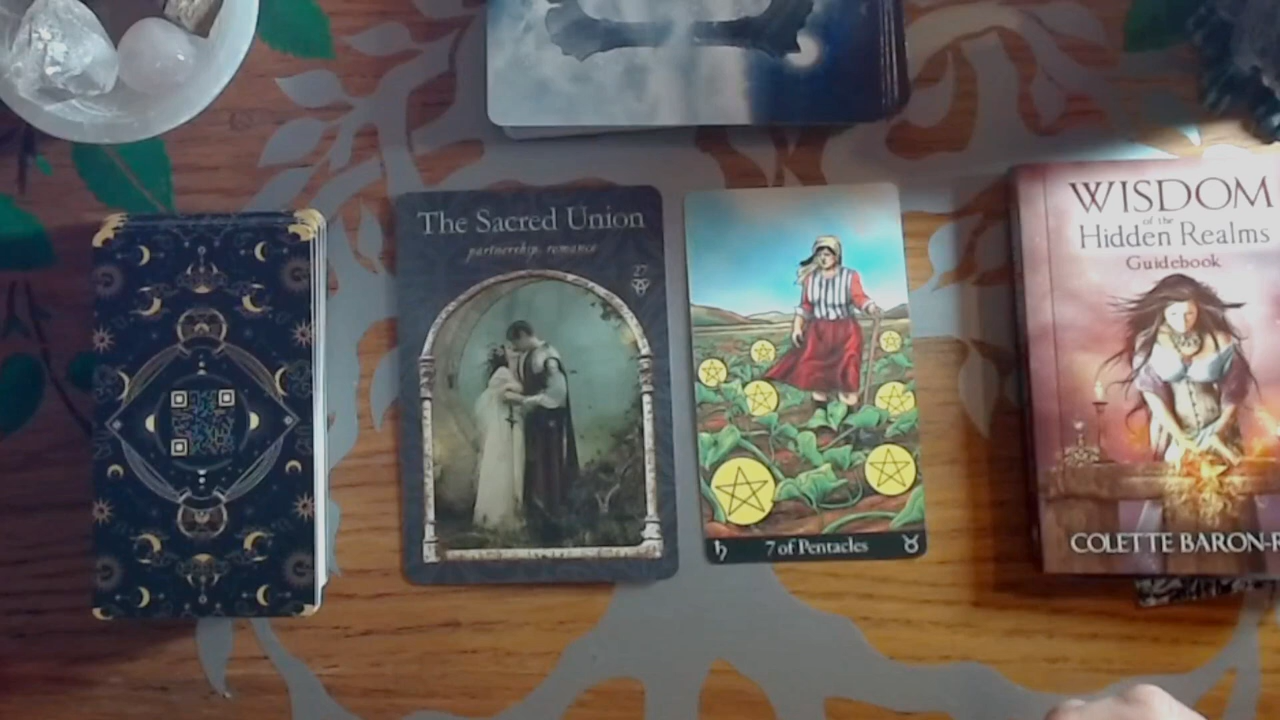 The Sacred Union
partnership, romance
27
7 of Pentacles
WISDOM
of the
Hidden Realms
Guidebook
COLETTE BARON-R